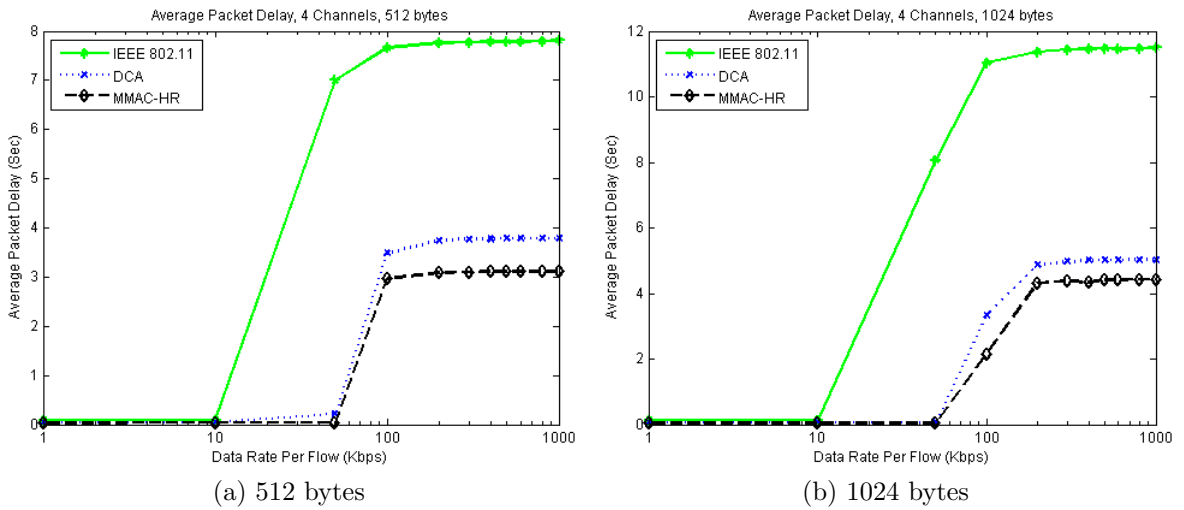 Average Packet Delay, 4 Channels, 512 bytes
8
7
6
5
4
3
2
1
0
Average Packet Delay (Sec)
IEEE 802.11
DCA
MMAC-HR
1
10
100
1000
Data Rate Per Flow (Kbps)
(a) 512 bytes
Average Packet Delay, 4 Channels, 1024 bytes
12
10
8
6
4
2
0
Average Packet Delay (Sec)
IEEE 802.11
DCA
MMAC-HR
1
10
100
1000
Data Rate Per Flow (Kbps)
(b) 1024 bytes